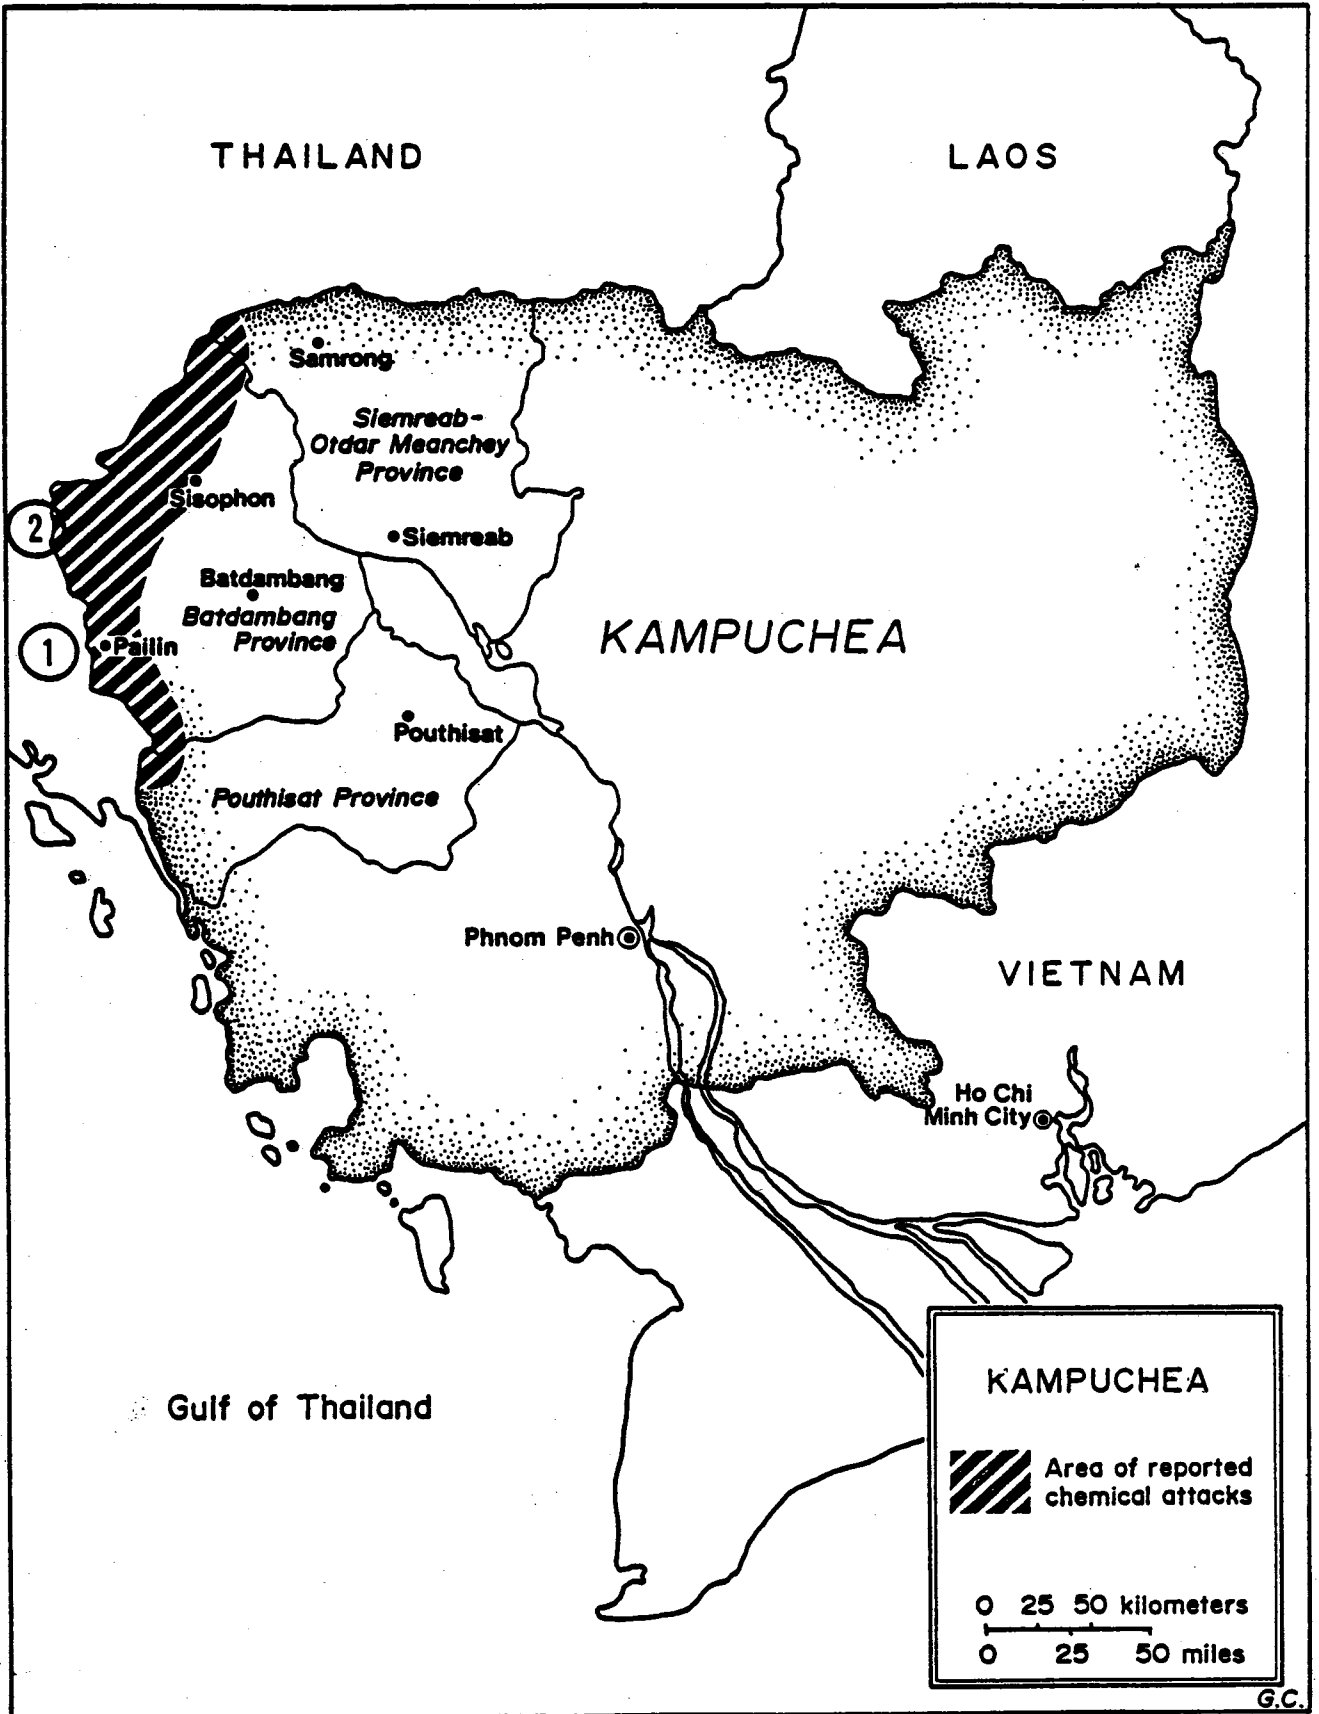 THAILAND
LAOS
Samrong
Siemreab-
Otdar Meanchey
Province
Sisophon
2
Siemreab
Batdambang
Batdambang
Province
1
Pailin
KAMPUCHEA
Pouthisat
Pouthisat Province
Phnom Penh
VIETNAM
Ho Chi
Minh City
Gulf of Thailand
KAMPUCHEA
Area of reported
chemical attacks
0 25 50 kilometers
0 25 50 miles
G.C.